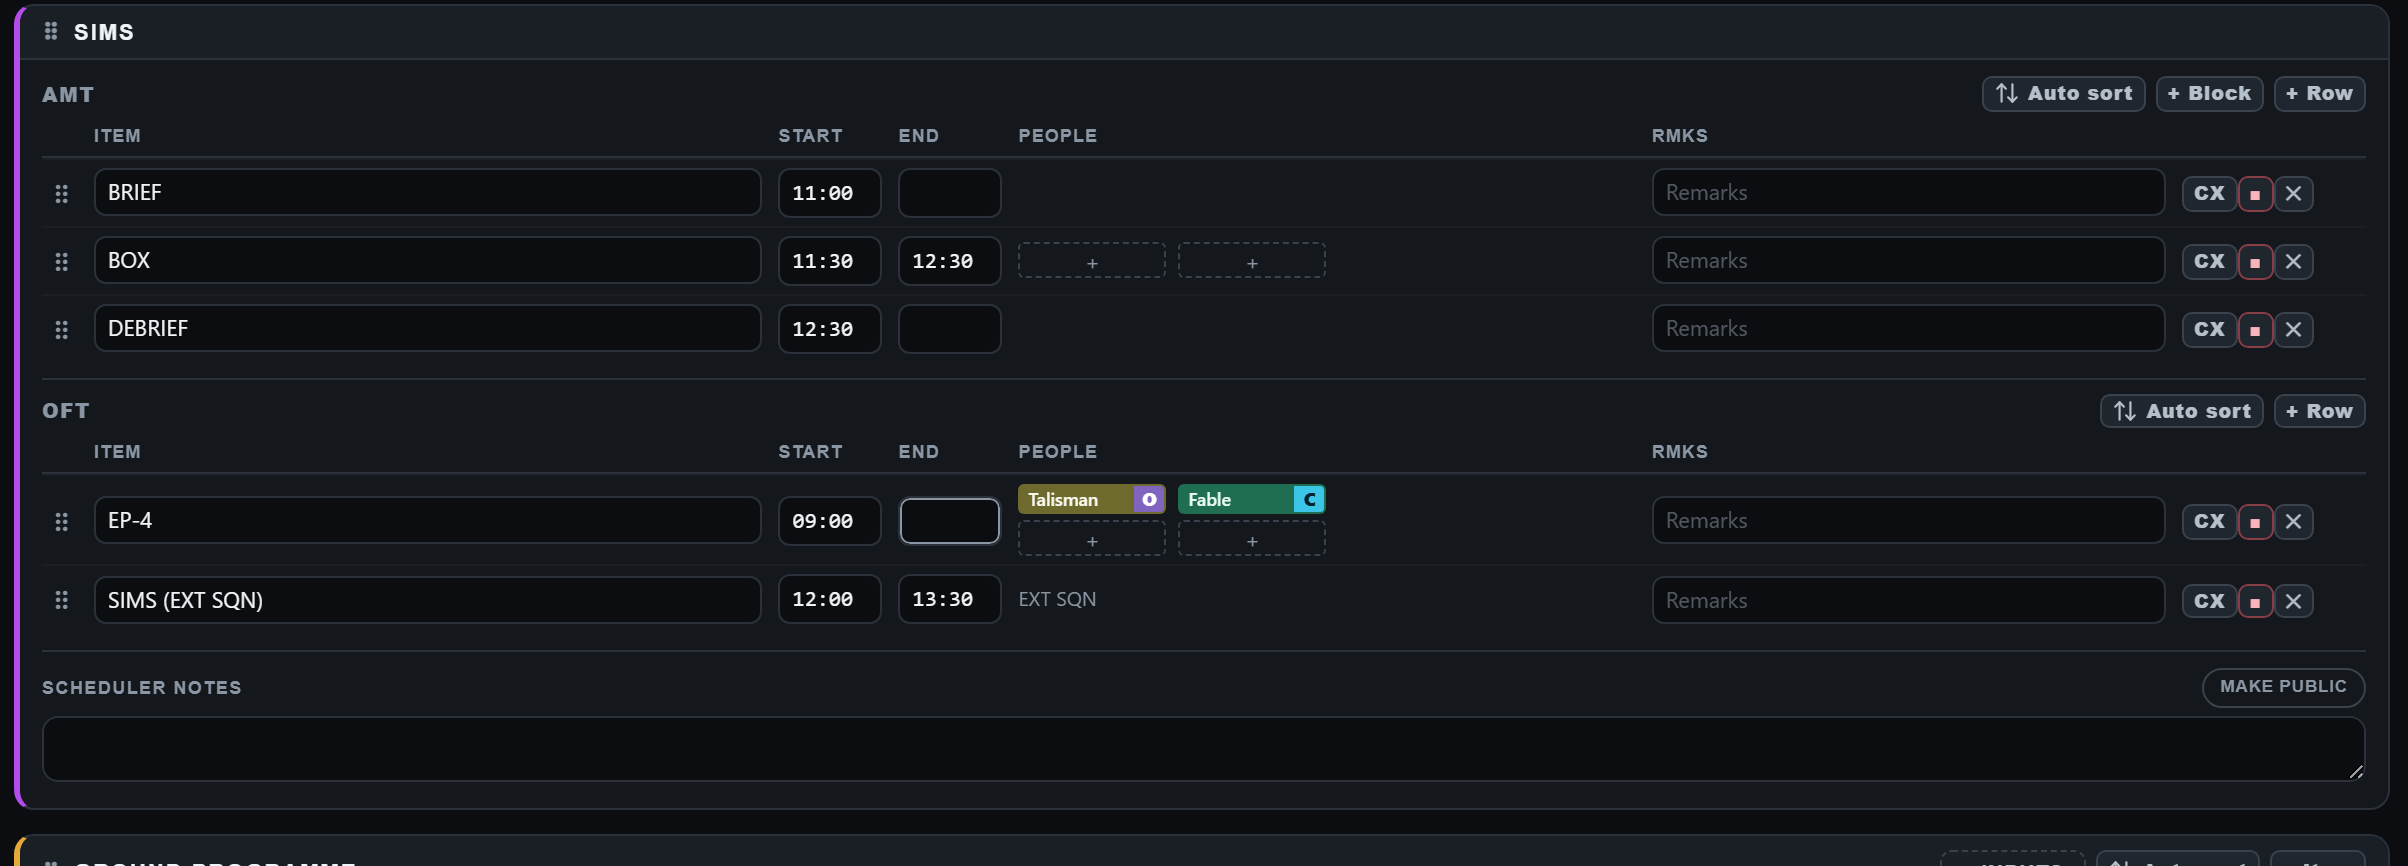 SIMS
AMT
Auto sort + Block + Row
ITEM START END PEOPLE RMKS
BRIEF 11:00 Remarks CX
BOX 11:30 12:30 + + Remarks CX
DEBRIEF 12:30 Remarks CX
OFT
Auto sort + Row
ITEM START END PEOPLE RMKS
EP-4 09:00 Talisman O Fable C Remarks CX
+ +
SIMS (EXT SQN) 12:00 13:30 EXT SQN Remarks CX
SCHEDULER NOTES MAKE PUBLIC
GROUND PROGRAMME